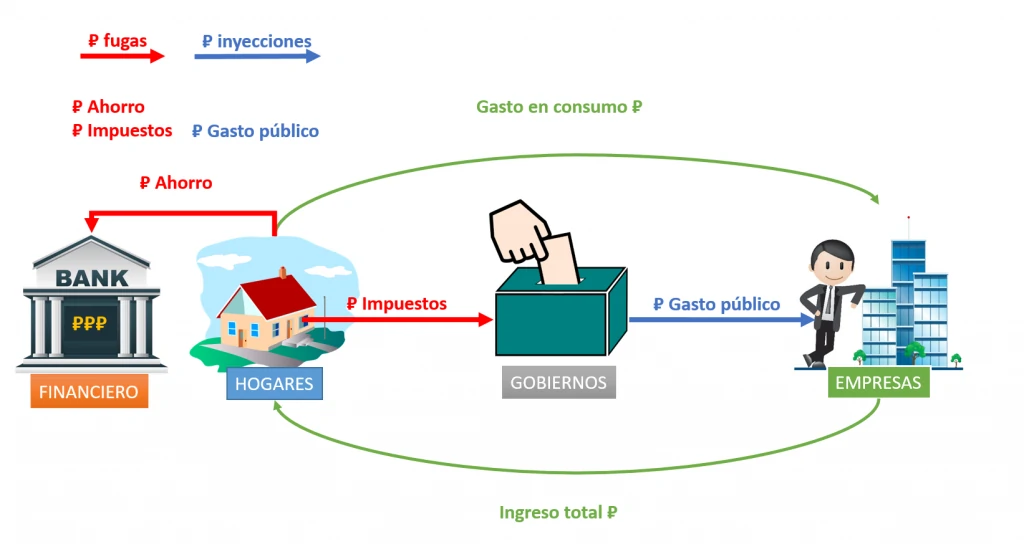 ₽ fugas
₽ inyecciones
₽ Ahorro
₽ Impuestos
₽ Gasto público
Gasto en consumo ₽
₽ Ahorro
BANK
₽₽₽
₽ Impuestos
₽ Gasto público
FINANCIERO
HOGARES
GOBIERNOS
EMPRESAS
Ingreso total ₽